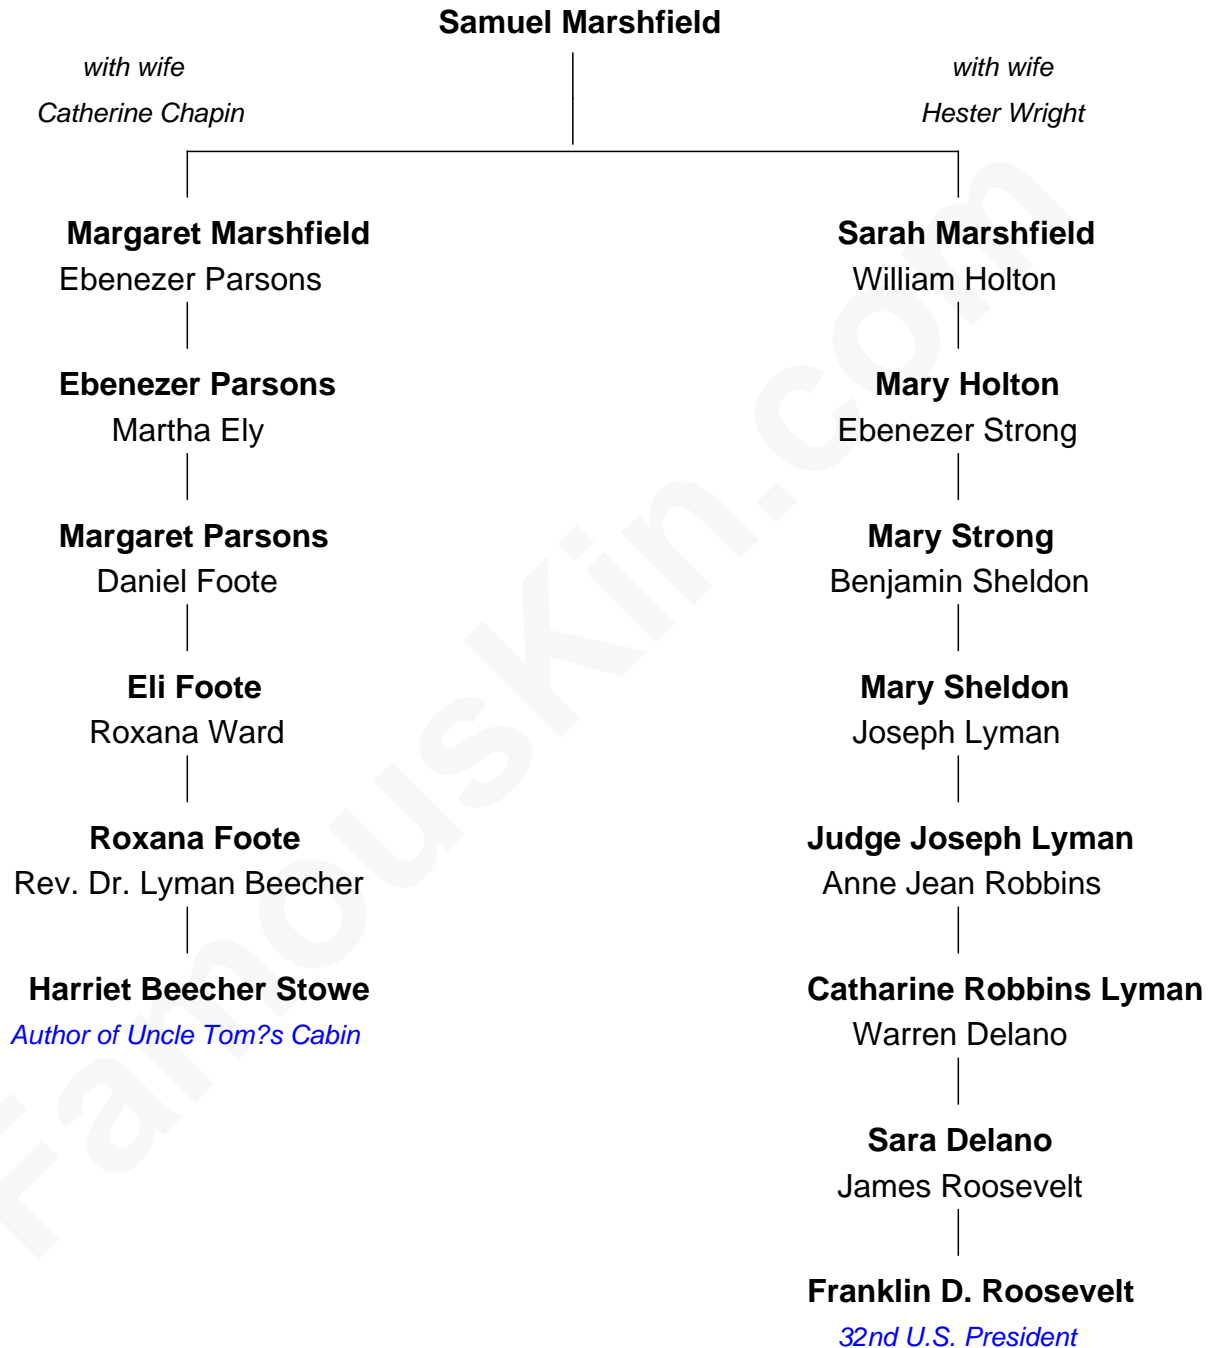 Samuel Marshfield
with wife
Catherine Chapin
with wife
Hester Wright
Margaret Marshfield
Ebenezer Parsons
Ebenezer Parsons
Martha Ely
Margaret Parsons
Daniel Foote
Eli Foote
Roxana Ward
Roxana Foote
Rev. Dr. Lyman Beecher
Harriet Beecher Stowe
Author of Uncle Tom?s Cabin
Sarah Marshfield
William Holton
Mary Holton
Ebenezer Strong
Mary Strong
Benjamin Sheldon
Mary Sheldon
Joseph Lyman
Judge Joseph Lyman
Anne Jean Robbins
Catharine Robbins Lyman
Warren Delano
Sara Delano
James Roosevelt
Franklin D. Roosevelt
32nd U.S. President
FamousKin.com